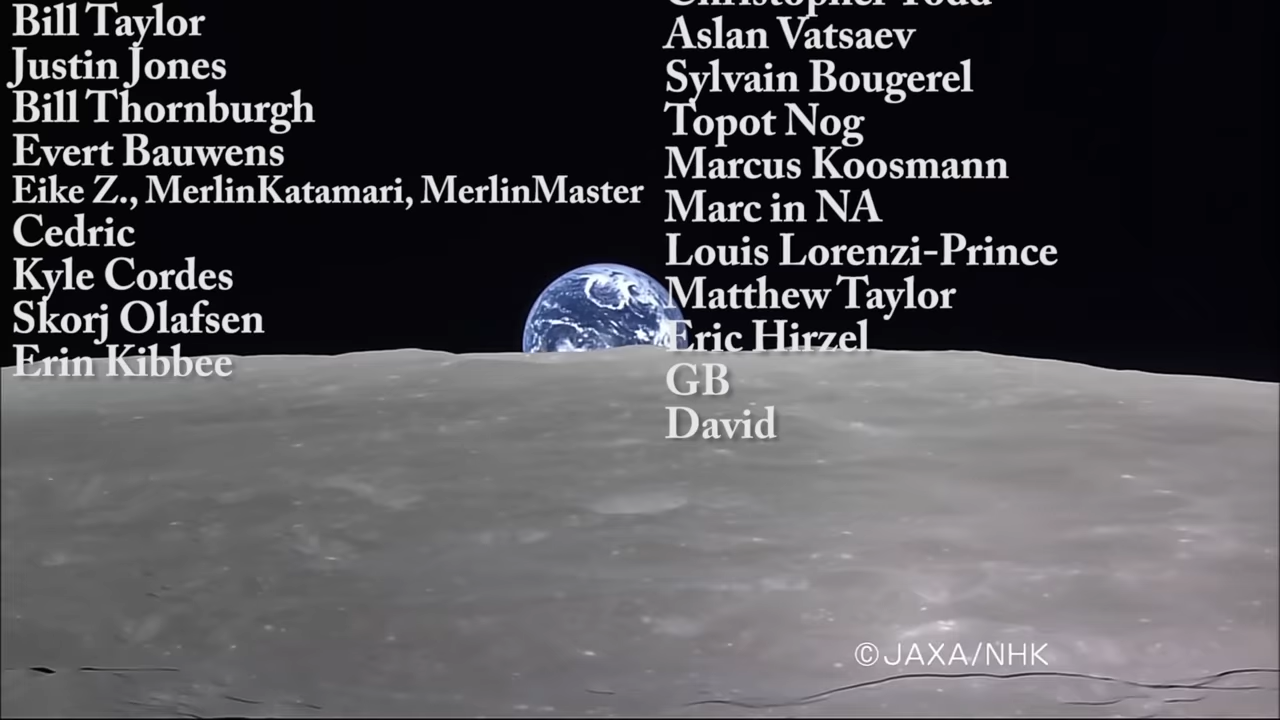 Bill Taylor
Justin Jones
Bill Thornburgh
Evert Bauwens
Eike Z., MerlinKatamari, MerlinMaster
Cedric
Kyle Cordes
Skorj Olafsen
Erin Kibbee
Christopher Todd
Aslan Vatsaev
Sylvain Bougerel
Topot Nog
Marcus Koosmann
Marc in NA
Louis Lorenzi-Prince
Matthew Taylor
Eric Hirzel
GB
David
©JAXA/NHK